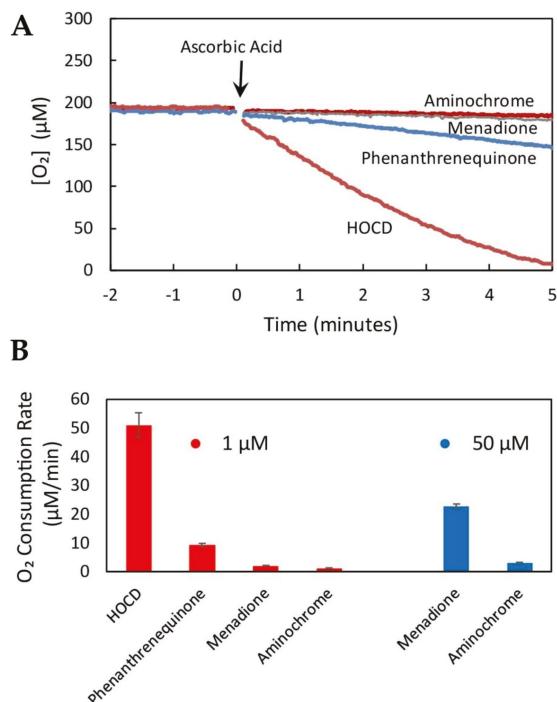 A
Ascorbic Acid
300
250
200
150
100
50
0
[O₂] (µM)
Aminochrome
Menadione
Phenanthrenequinone
HOCD
-2 -1 0 1 2 3 4 5
Time (minutes)
B
60
50
40
30
20
10
0
O₂ Consumption Rate
(µM/min)
1 µM
50 µM
HOCD
Phenanthrenequinone
Menadione
Aminochrome
Menadione
Aminochrome